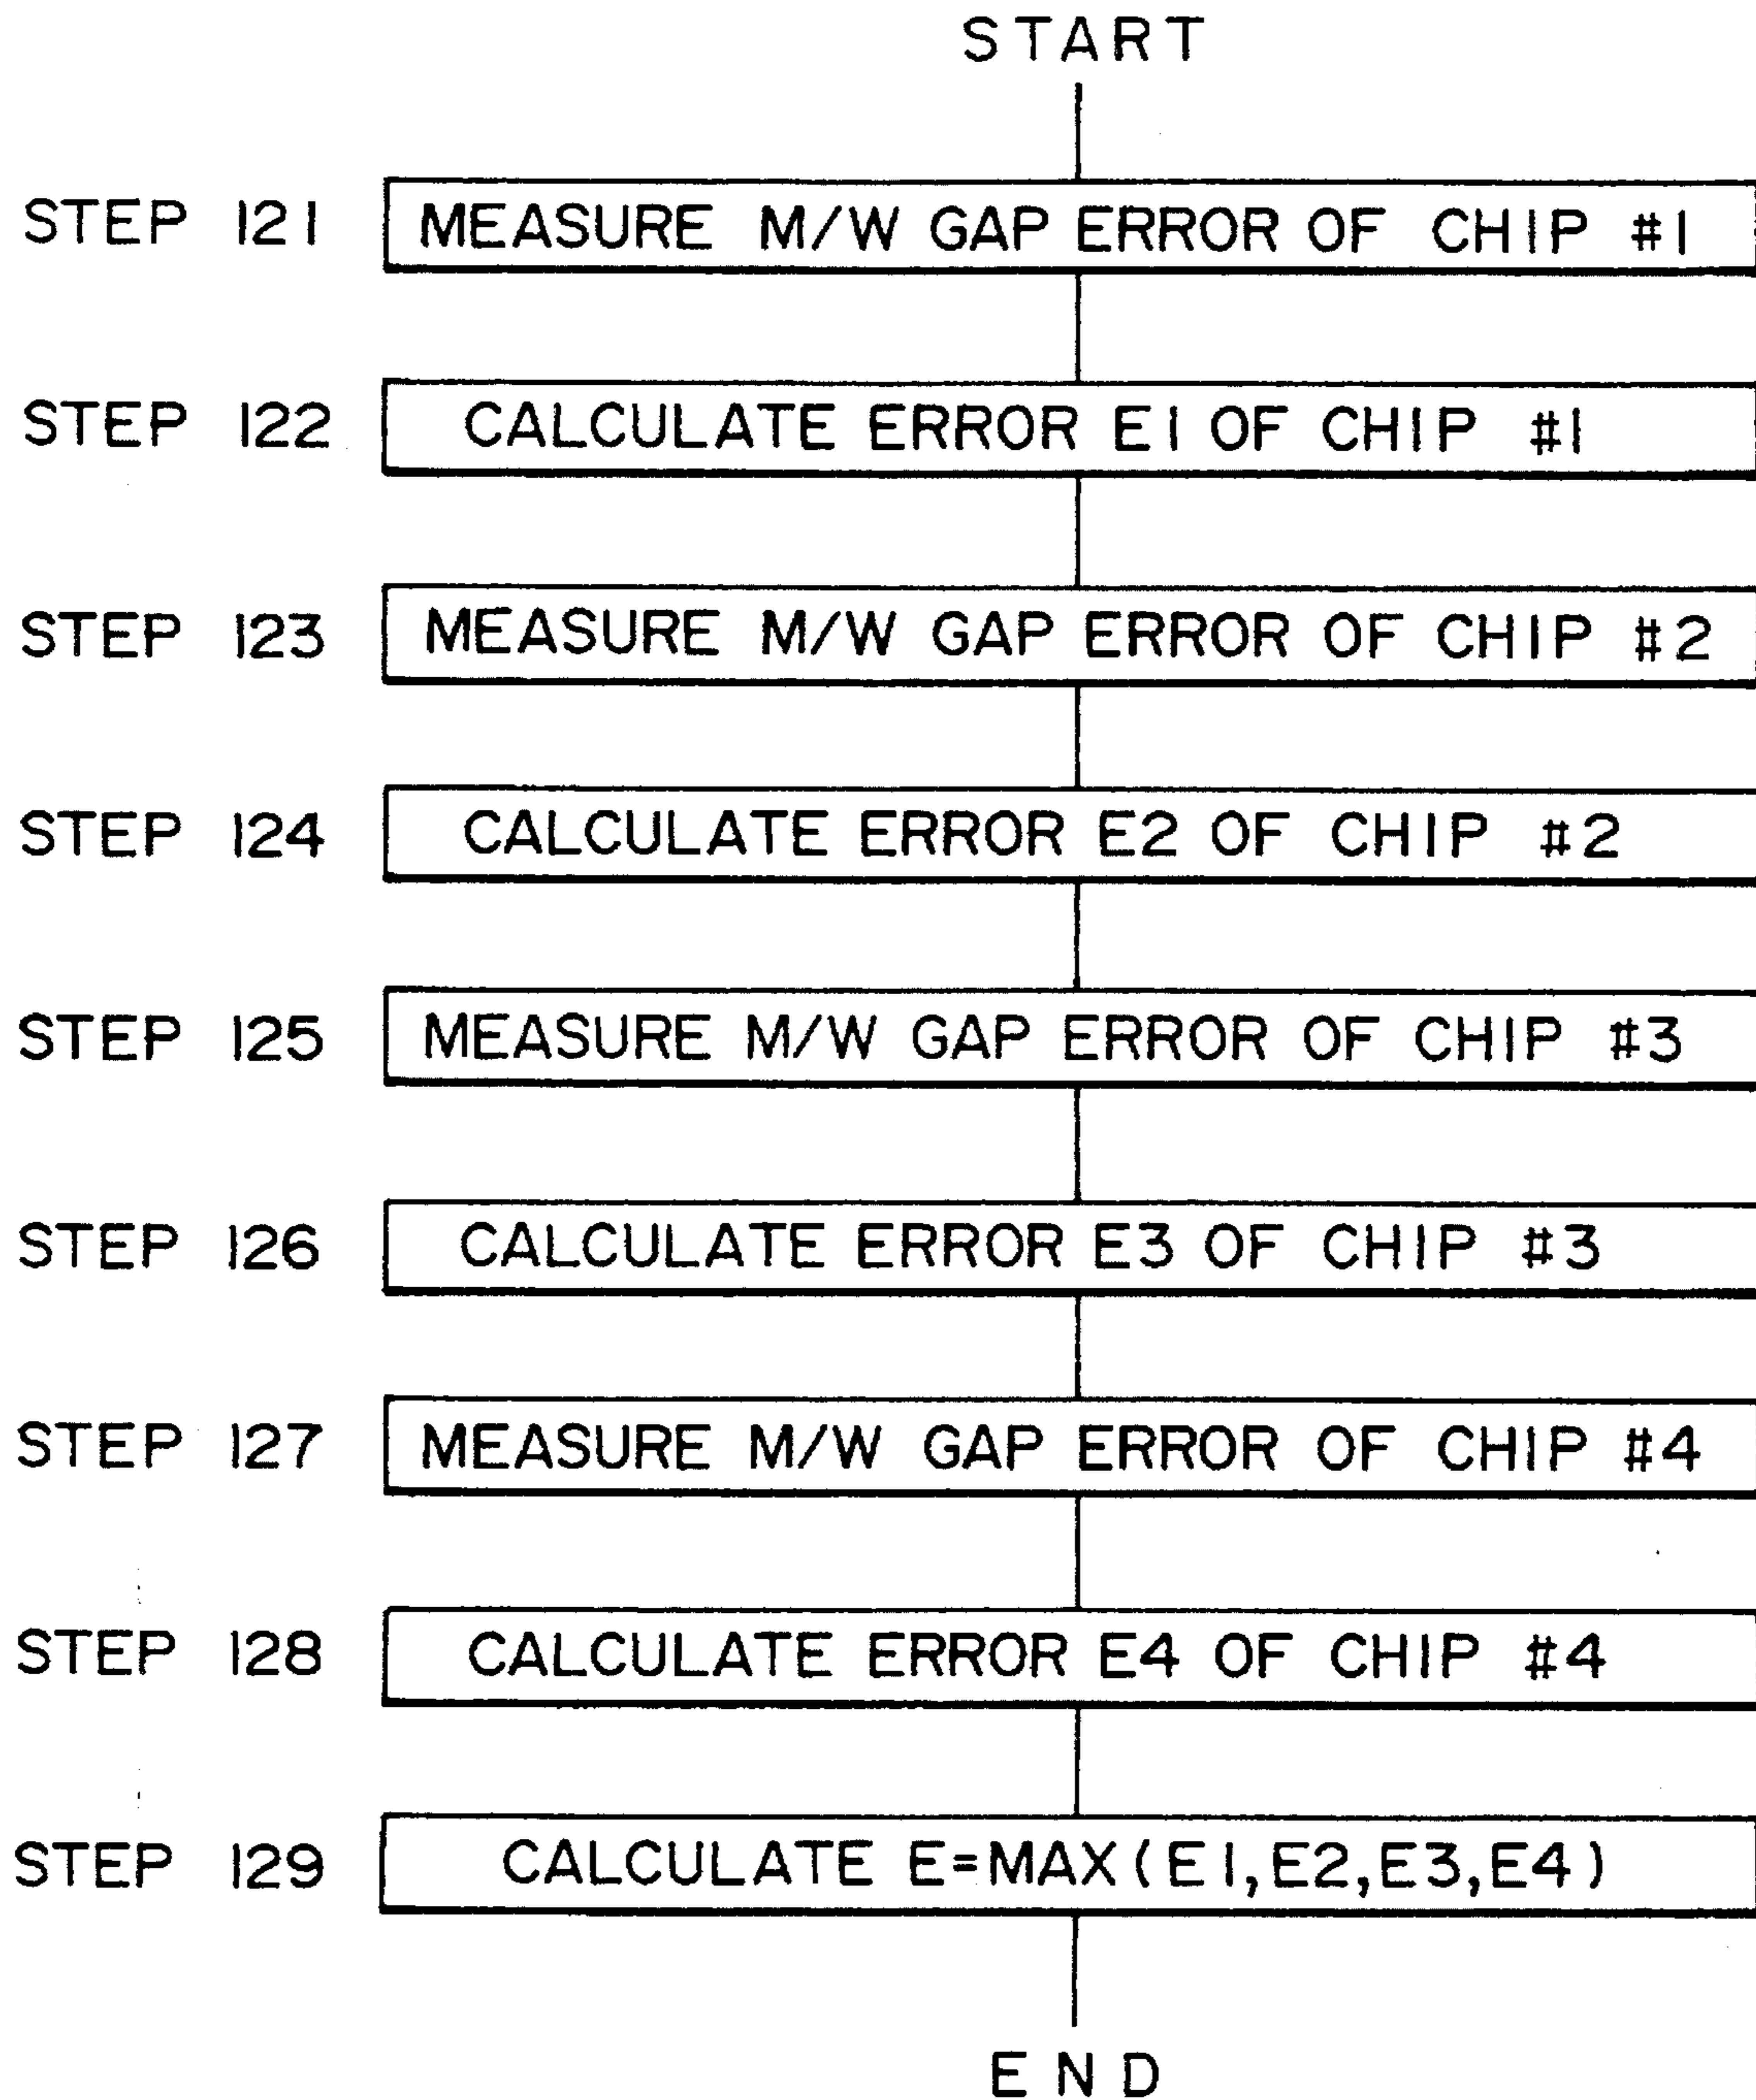 START
STEP 121 MEASURE M/W GAP ERROR OF CHIP #1
STEP 122 CALCULATE ERROR E1 OF CHIP #1
STEP 123 MEASURE M/W GAP ERROR OF CHIP #2
STEP 124 CALCULATE ERROR E2 OF CHIP #2
STEP 125 MEASURE M/W GAP ERROR OF CHIP #3
STEP 126 CALCULATE ERROR E3 OF CHIP #3
STEP 127 MEASURE M/W GAP ERROR OF CHIP #4
STEP 128 CALCULATE ERROR E4 OF CHIP #4
STEP 129 CALCULATE E=MAX(E1,E2,E3,E4)
END